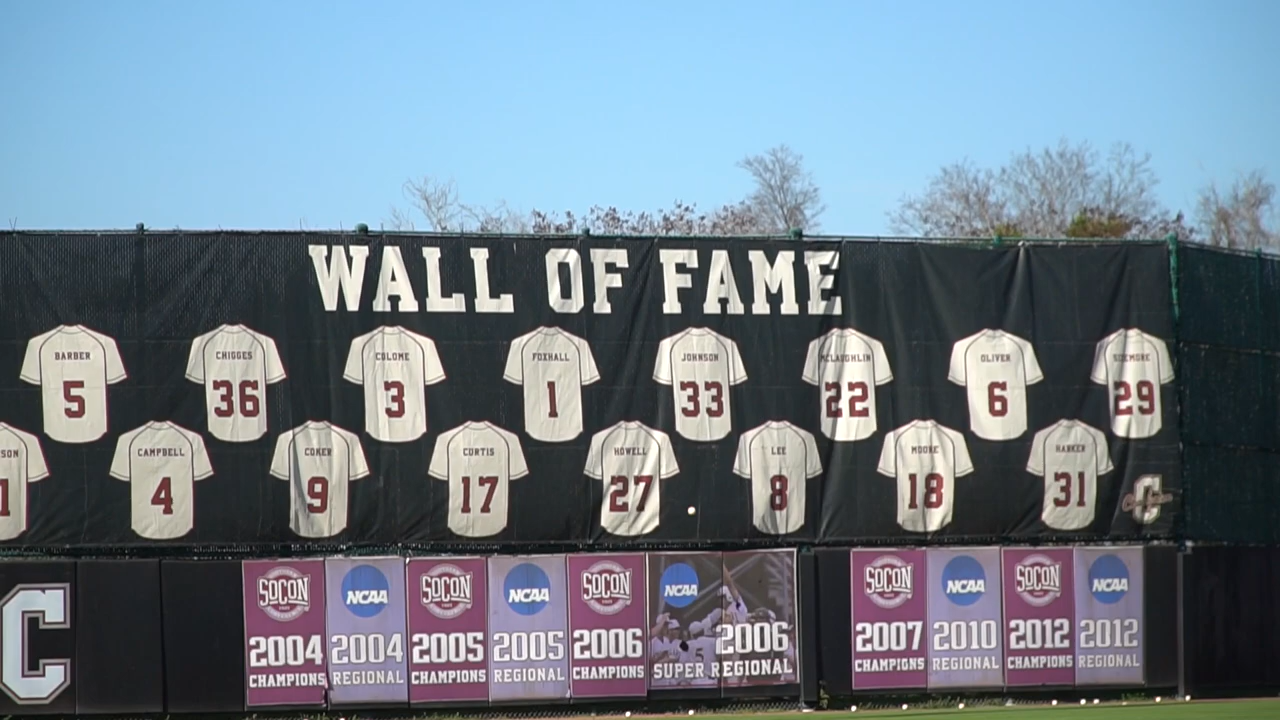 WALL OF FAME
BARBER
5
CHIGGES
36
COLOME
3
FOXHALL
1
JOHNSON
33
MCLAUGHLIN
22
OLIVER
6
SIZEMORE
29
SON
1
CAMPBELL
4
COKER
9
CURTIS
17
HOWELL
27
LEE
8
MOORE
18
HARKER
31
C
C
SOCON
2004
CHAMPIONS
NCAA
2004
REGIONAL
SOCON
2005
CHAMPIONS
NCAA
2005
REGIONAL
SOCON
2006
CHAMPIONS
NCAA
2006
SUPER REGIONAL
SOCON
2007
CHAMPIONS
NCAA
2010
REGIONAL
SOCON
2012
CHAMPIONS
NCAA
2012
REGIONAL